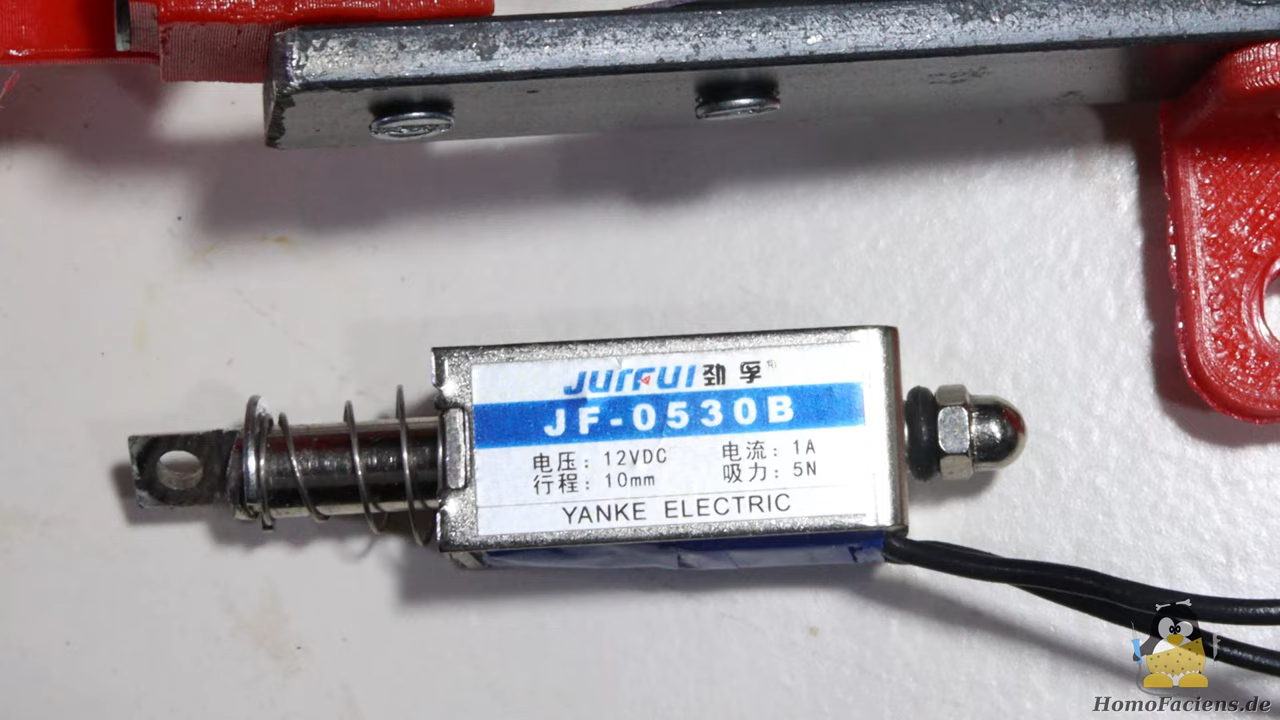 JUrFUI 劲 孚®
JF-0530B
电压: 12VDC 电流: 1A
行程: 10mm 吸力: 5N
YANKE ELECTRIC
HomoFaciens.de